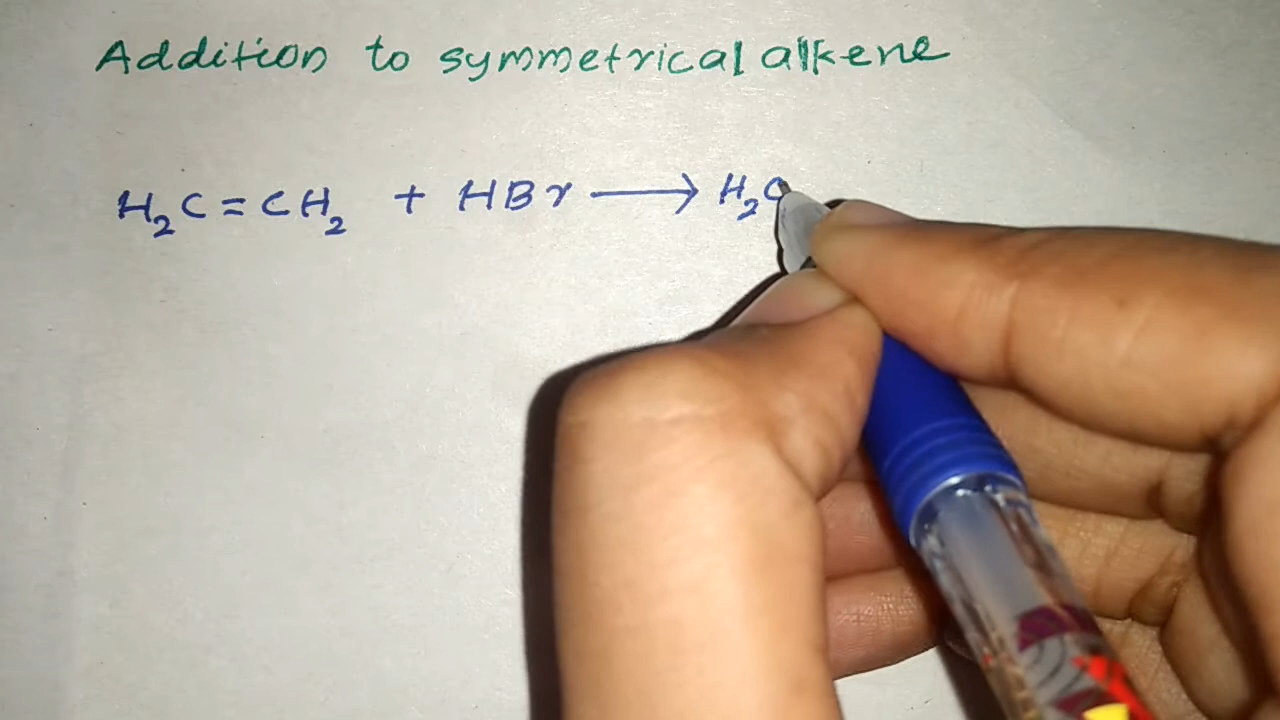 Addition to symmetrical alkene
H₂C=CH₂ + HBr ⟶ H₂C